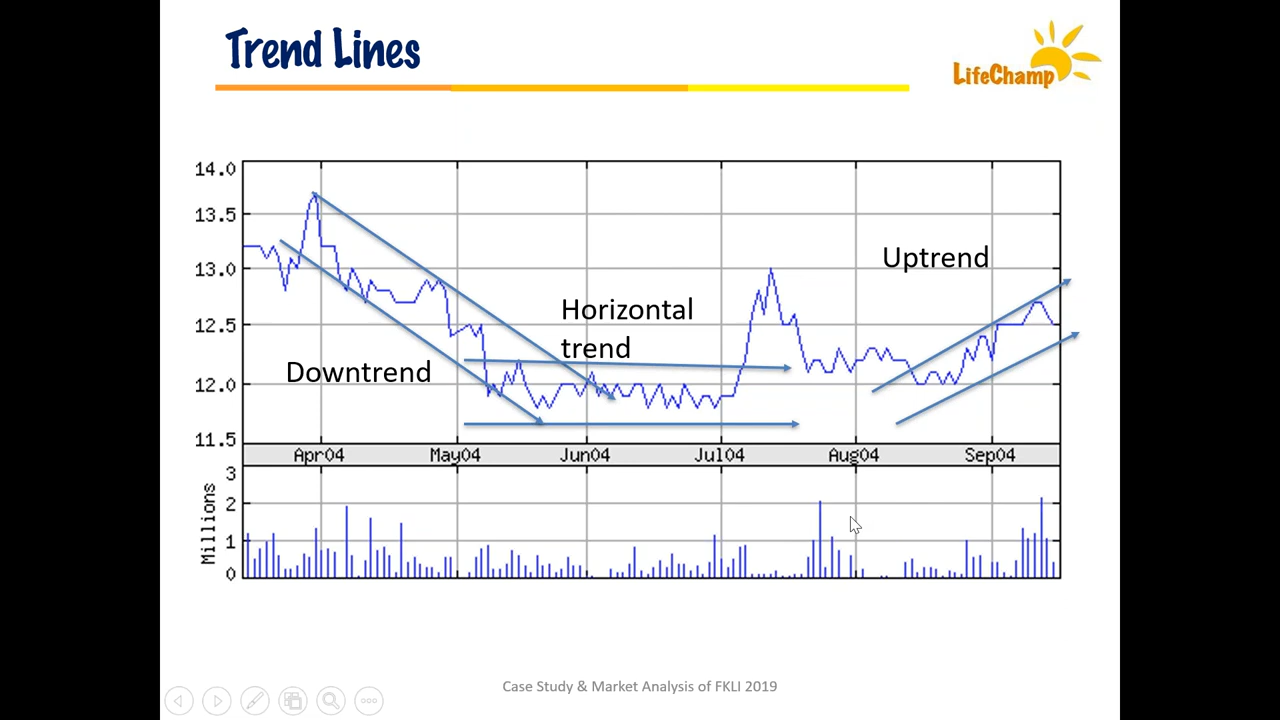 Trend Lines
LifeChamp
14.0
13.5
13.0
12.5
12.0
11.5
Uptrend
Horizontal
trend
Downtrend
Apr04 May04 Jun04 Jul04 Aug04 Sep04
3
2
1
0
Millions
Case Study & Market Analysis of FKLI 2019